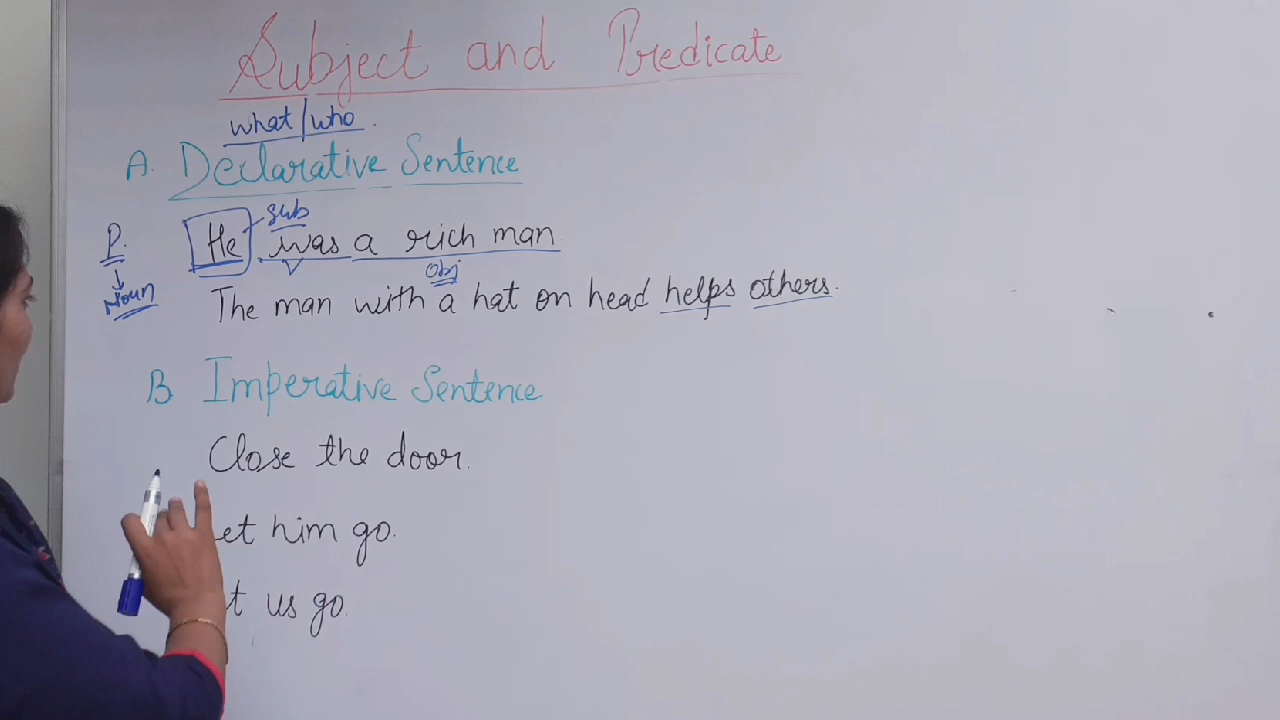 Subject and Predicate
what/who.
A. Declarative Sentence
sub
P. He was a rich man.
V
Obj
Noun
The man with a hat on head helps others.
B Imperative Sentence
Close the door.
him go.
us go.